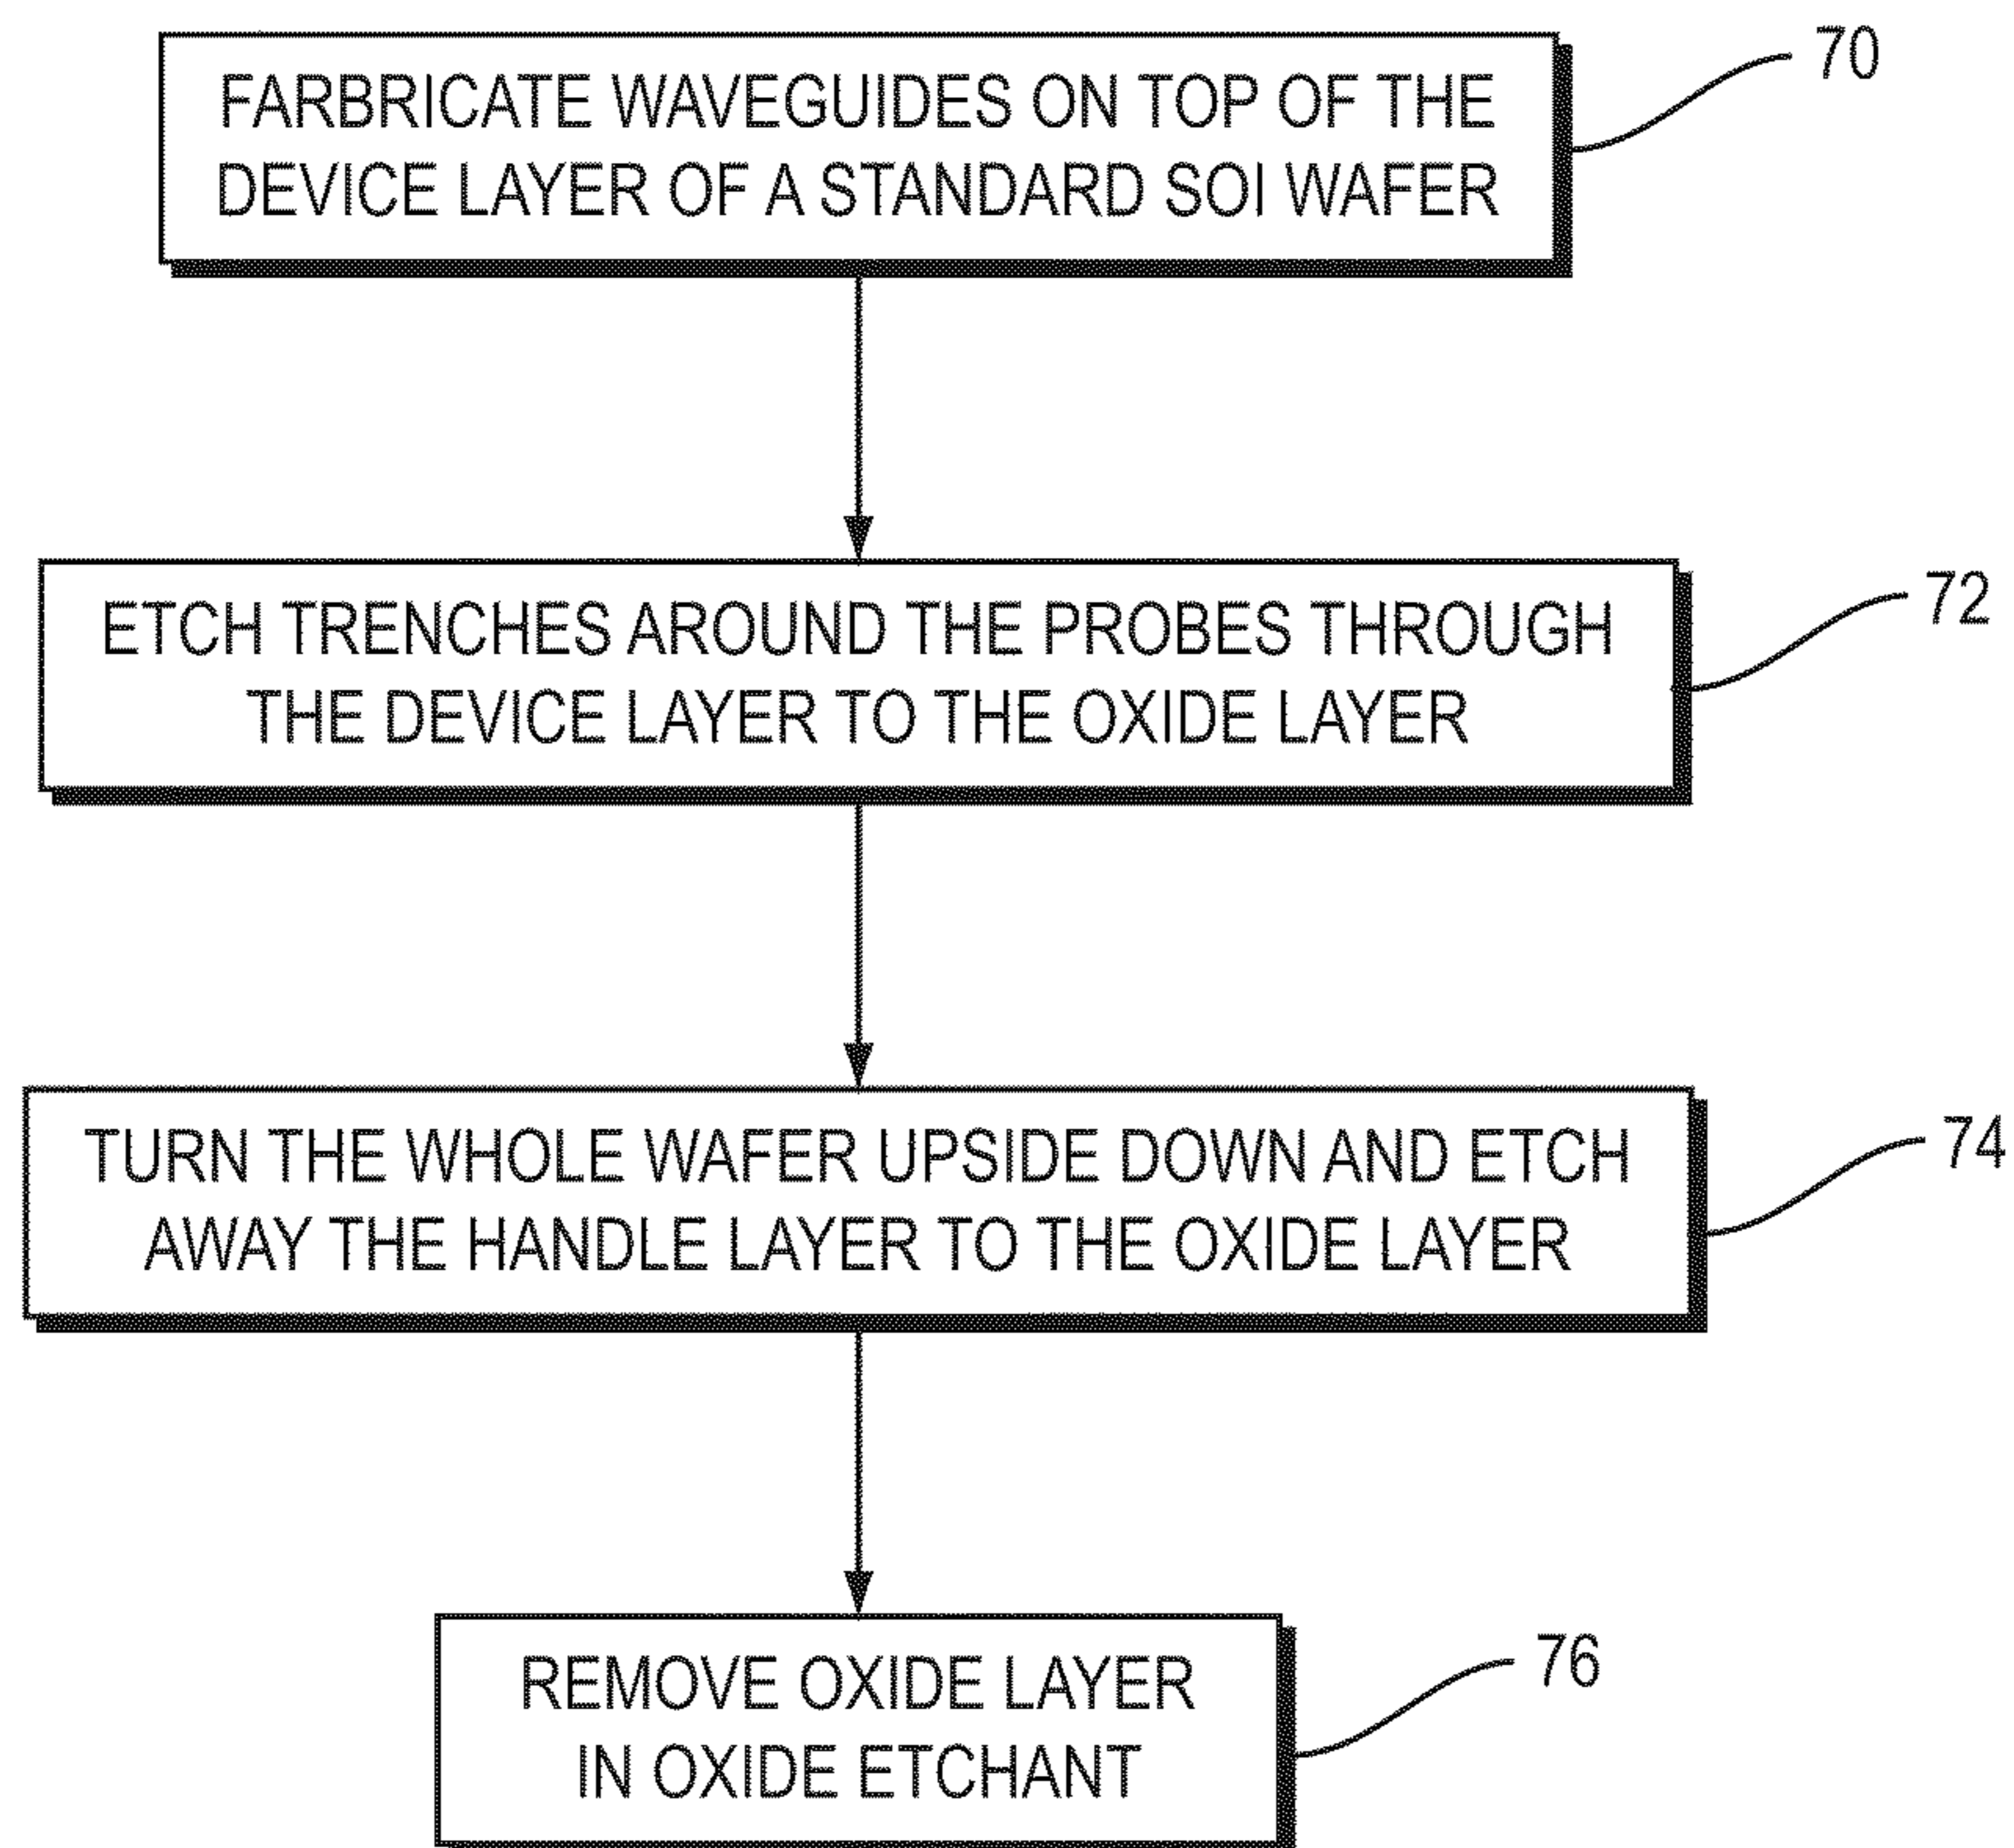 FARBRICATE WAVEGUIDES ON TOP OF THE
DEVICE LAYER OF A STANDARD SOI WAFER
70
ETCH TRENCHES AROUND THE PROBES THROUGH
THE DEVICE LAYER TO THE OXIDE LAYER
72
TURN THE WHOLE WAFER UPSIDE DOWN AND ETCH
AWAY THE HANDLE LAYER TO THE OXIDE LAYER
74
REMOVE OXIDE LAYER
IN OXIDE ETCHANT
76